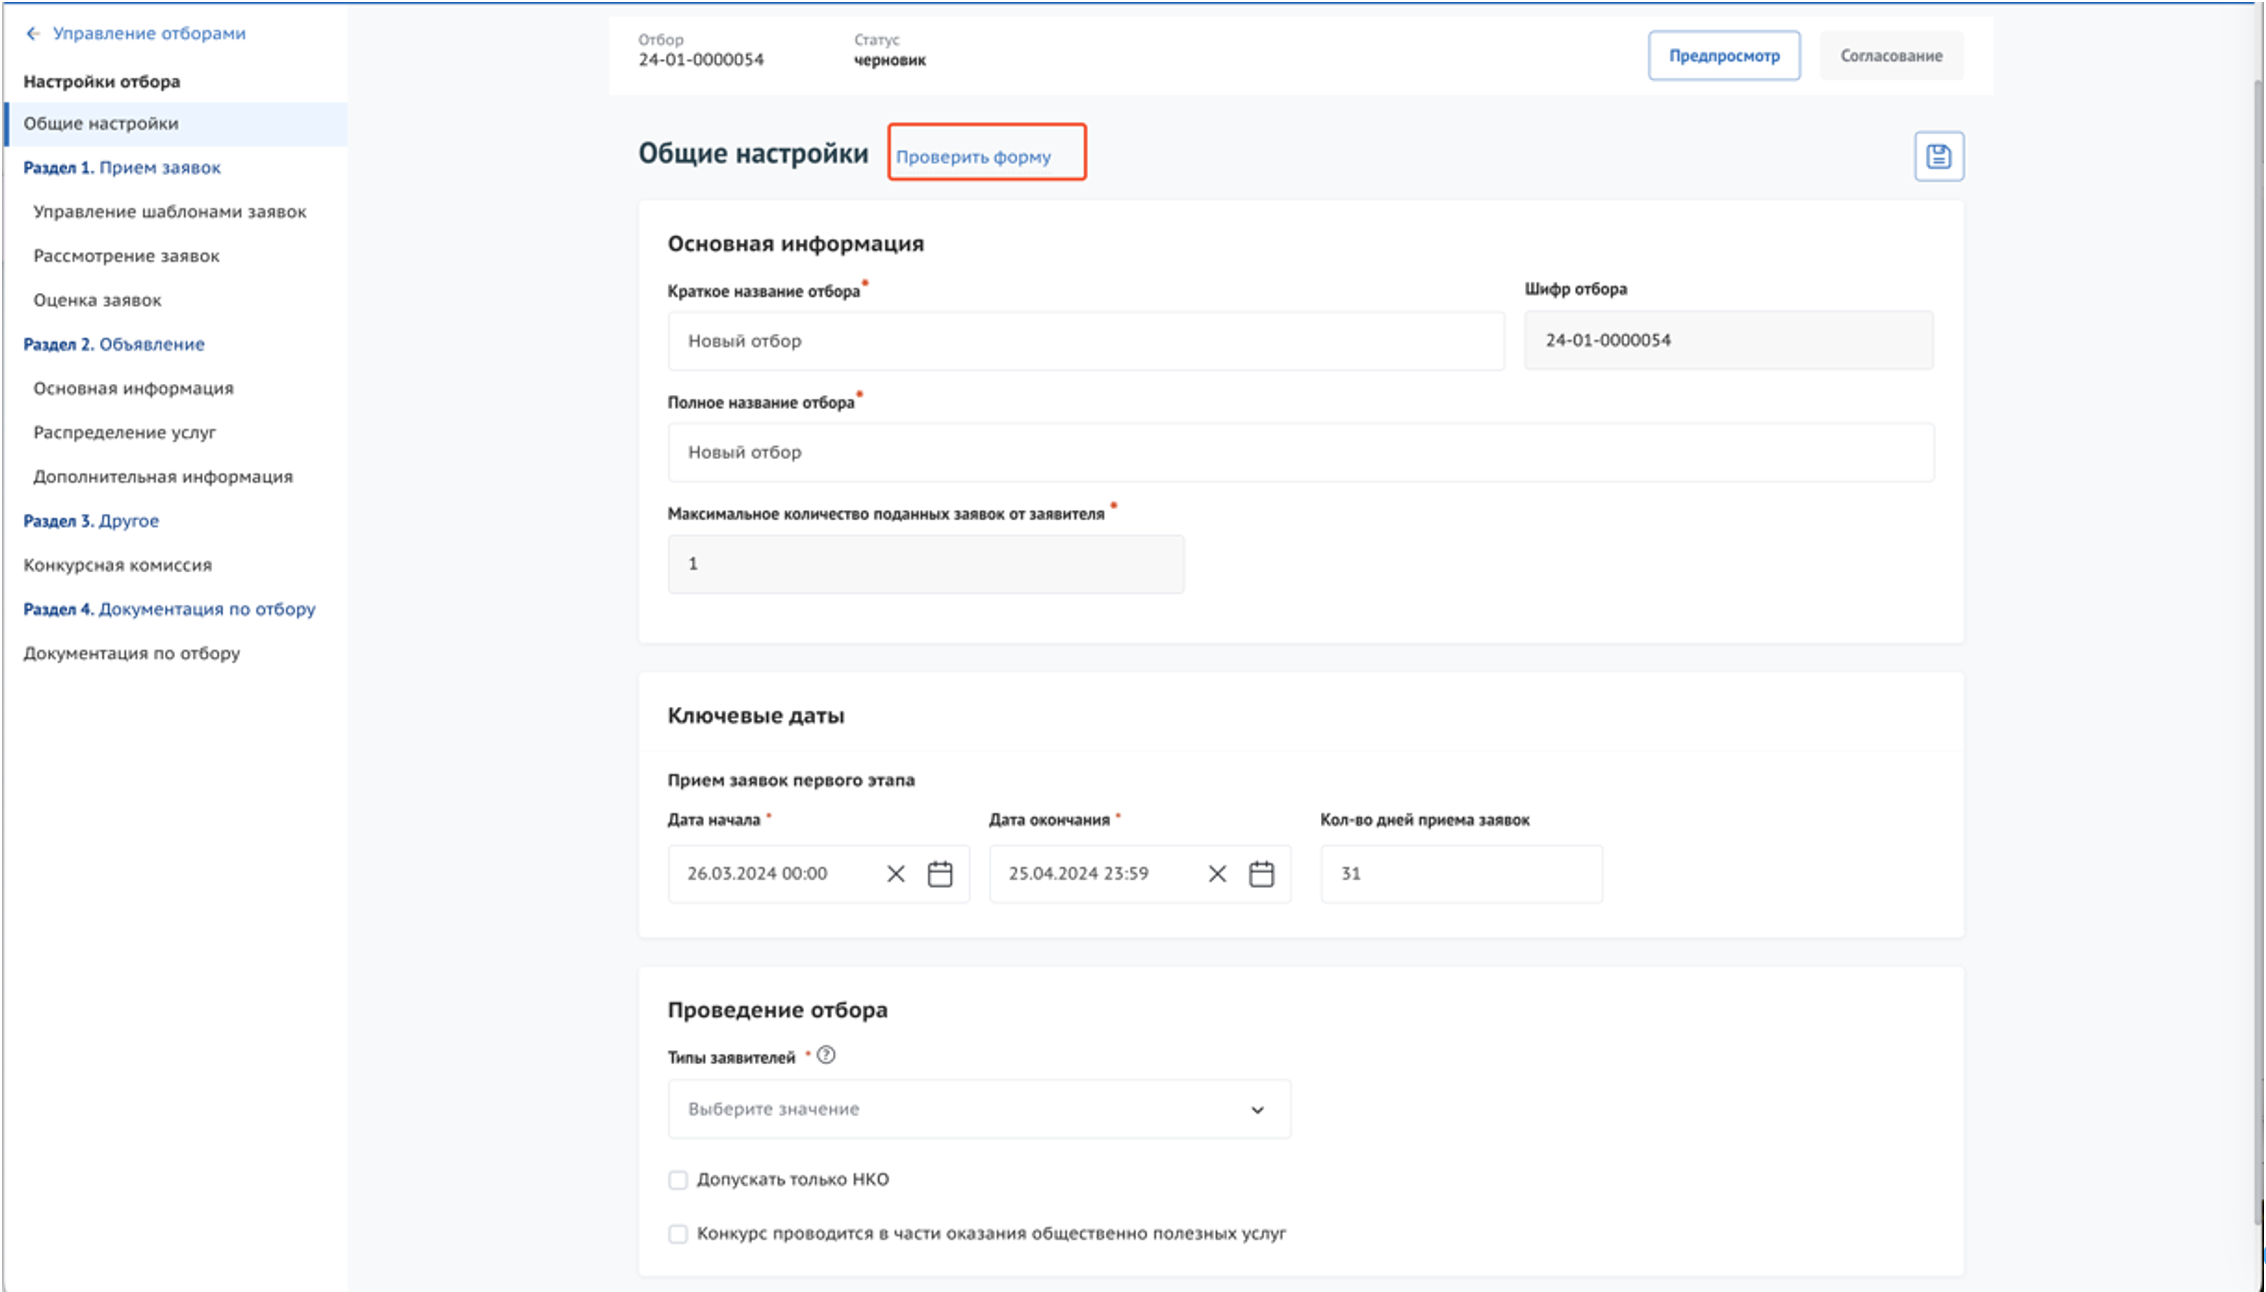 Управление отборами
Настройки отбора
Общие настройки
Раздел 1. Прием заявок
Управление шаблонами заявок
Рассмотрение заявок
Оценка заявок
Раздел 2. Объявление
Основная информация
Распределение услуг
Дополнительная информация
Раздел 3. Другое
Конкурсная комиссия
Раздел 4. Документация по отбору
Документация по отбору
Отбор
24-01-0000054
Статус
черновик
Предпросмотр
Согласование
Общие настройки
Проверить форму
Основная информация
Краткое название отбора*
Новый отбор
Шифр отбора
24-01-0000054
Полное название отбора*
Новый отбор
Максимальное количество поданных заявок от заявителя *
1
Ключевые даты
Прием заявок первого этапа
Дата начала *
26.03.2024 00:00
Дата окончания *
25.04.2024 23:59
Кол-во дней приема заявок
31
Проведение отбора
Типы заявителей * ?
Выберите значение
Допускать только НКО
Конкурс проводится в части оказания общественно полезных услуг